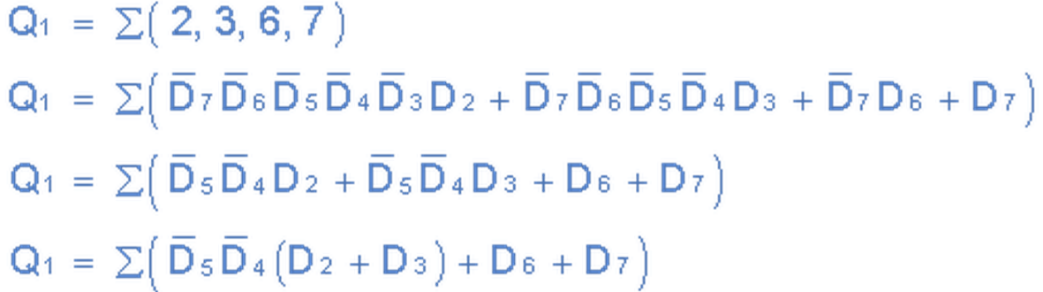 Q₁ = Σ( 2, 3, 6, 7 )
Q₁ = Σ( D̅₇D̅₆D̅₅D̅₄D̅₃D₂ + D̅₇D̅₆D̅₅D̅₄D₃ + D̅₇D₆ + D₇ )
Q₁ = Σ( D̅₅D̅₄D₂ + D̅₅D̅₄D₃ + D₆ + D₇ )
Q₁ = Σ( D̅₅D̅₄(D₂ + D₃) + D₆ + D₇ )